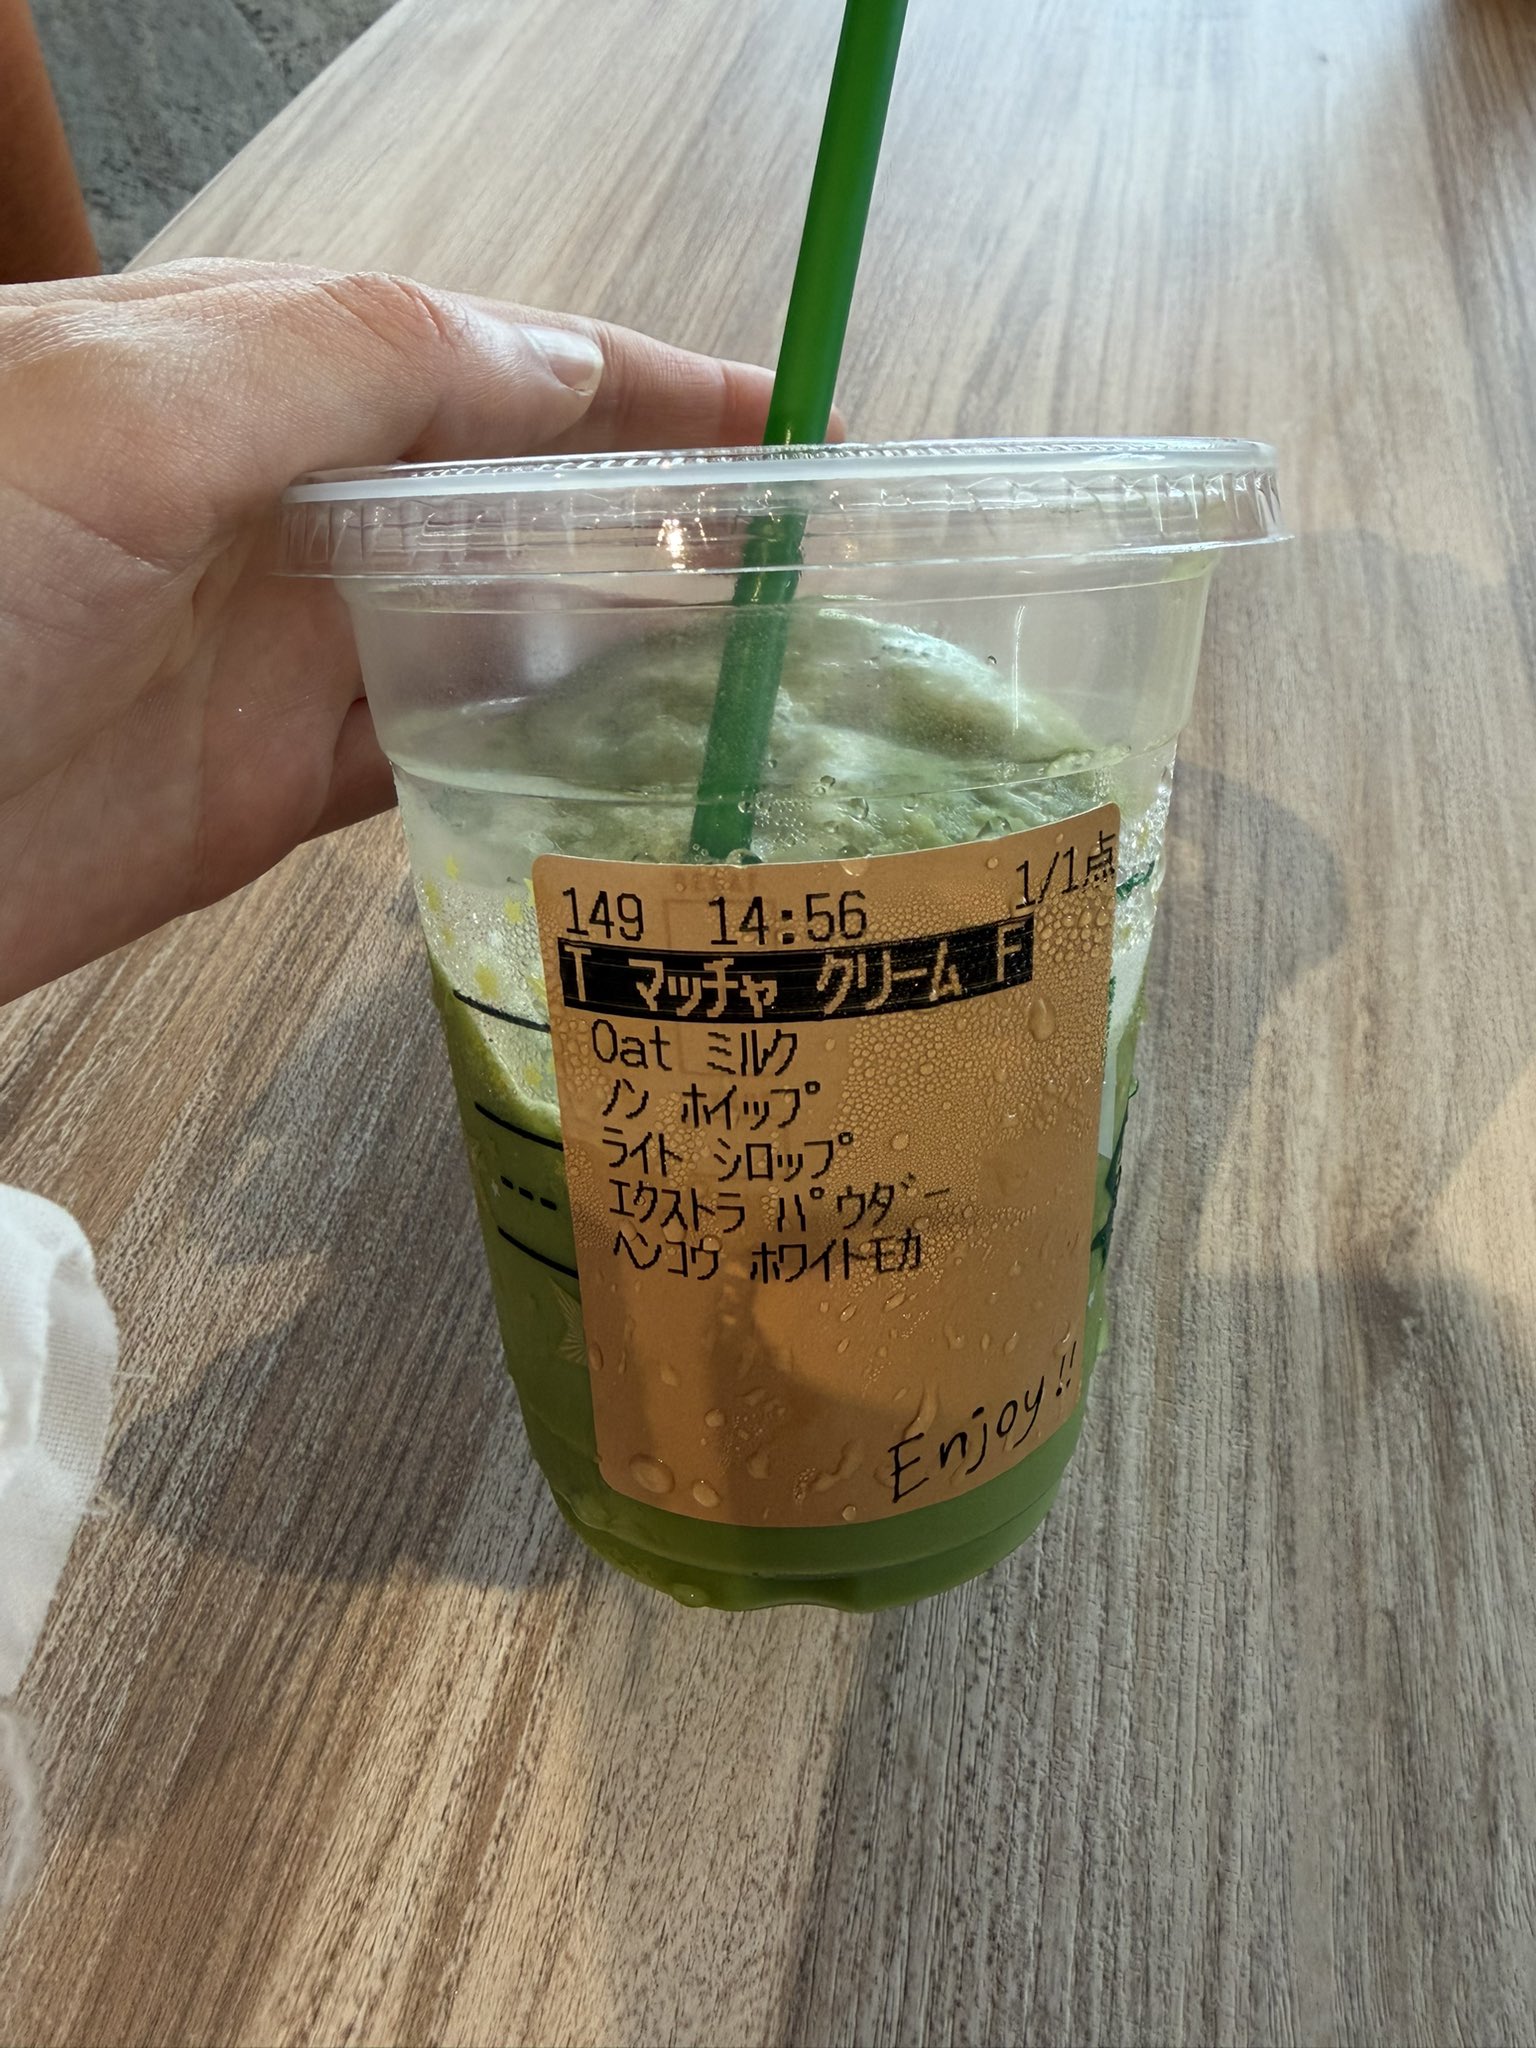 149 14:56 1/1点
T マッチャ クリーム F
Oat ミルク
ノン ホイップ
ライト シロップ
エクストラ パウダー
ヘンコウ ホワイトモカ
Enjoy!!